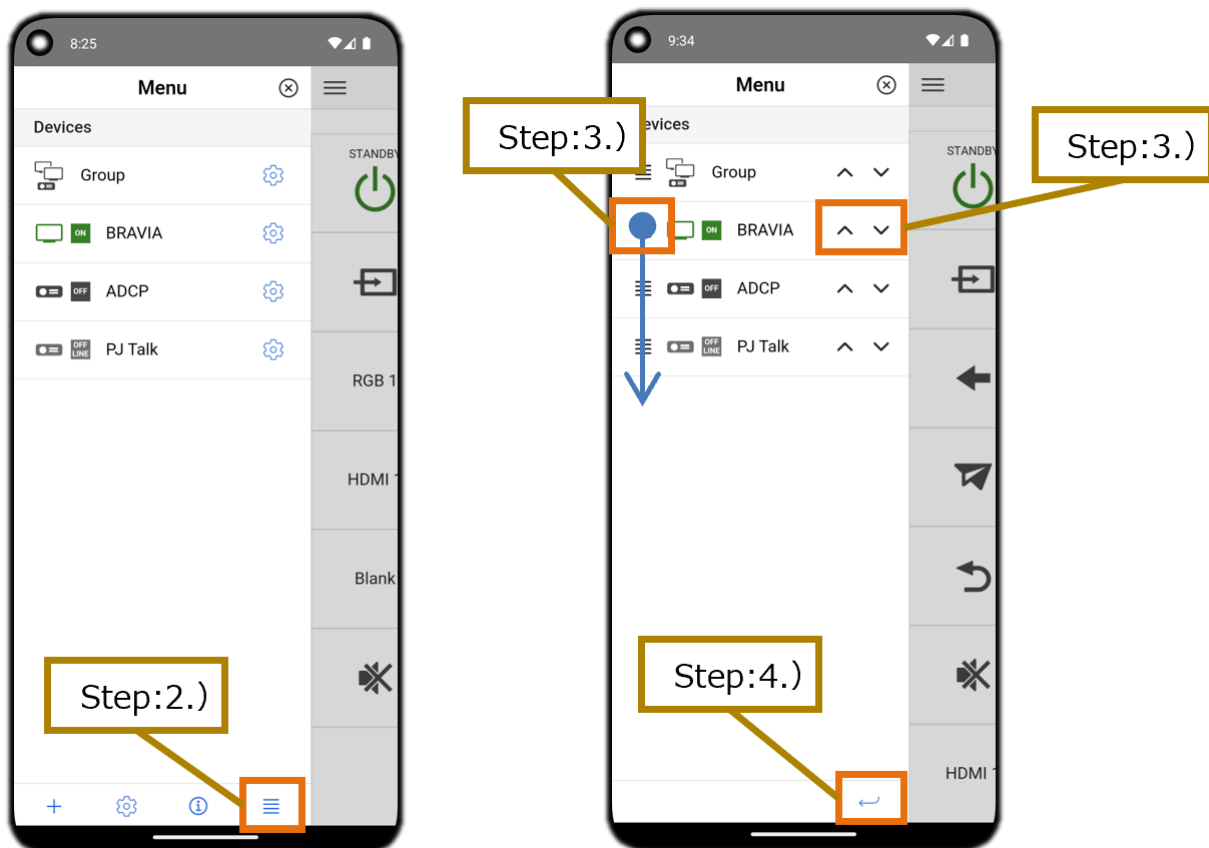 8:25
Menu
Devices
Group
ON BRAVIA
OFF ADCP
OFF LINE PJ Talk
STANDBY
RGB 1
HDMI 1
Blank
Step:2.)
9:34
Menu
evices
Group
ON BRAVIA
OFF ADCP
OFF LINE PJ Talk
STANDBY
HDMI 1
Step:3.)
Step:3.)
Step:4.)